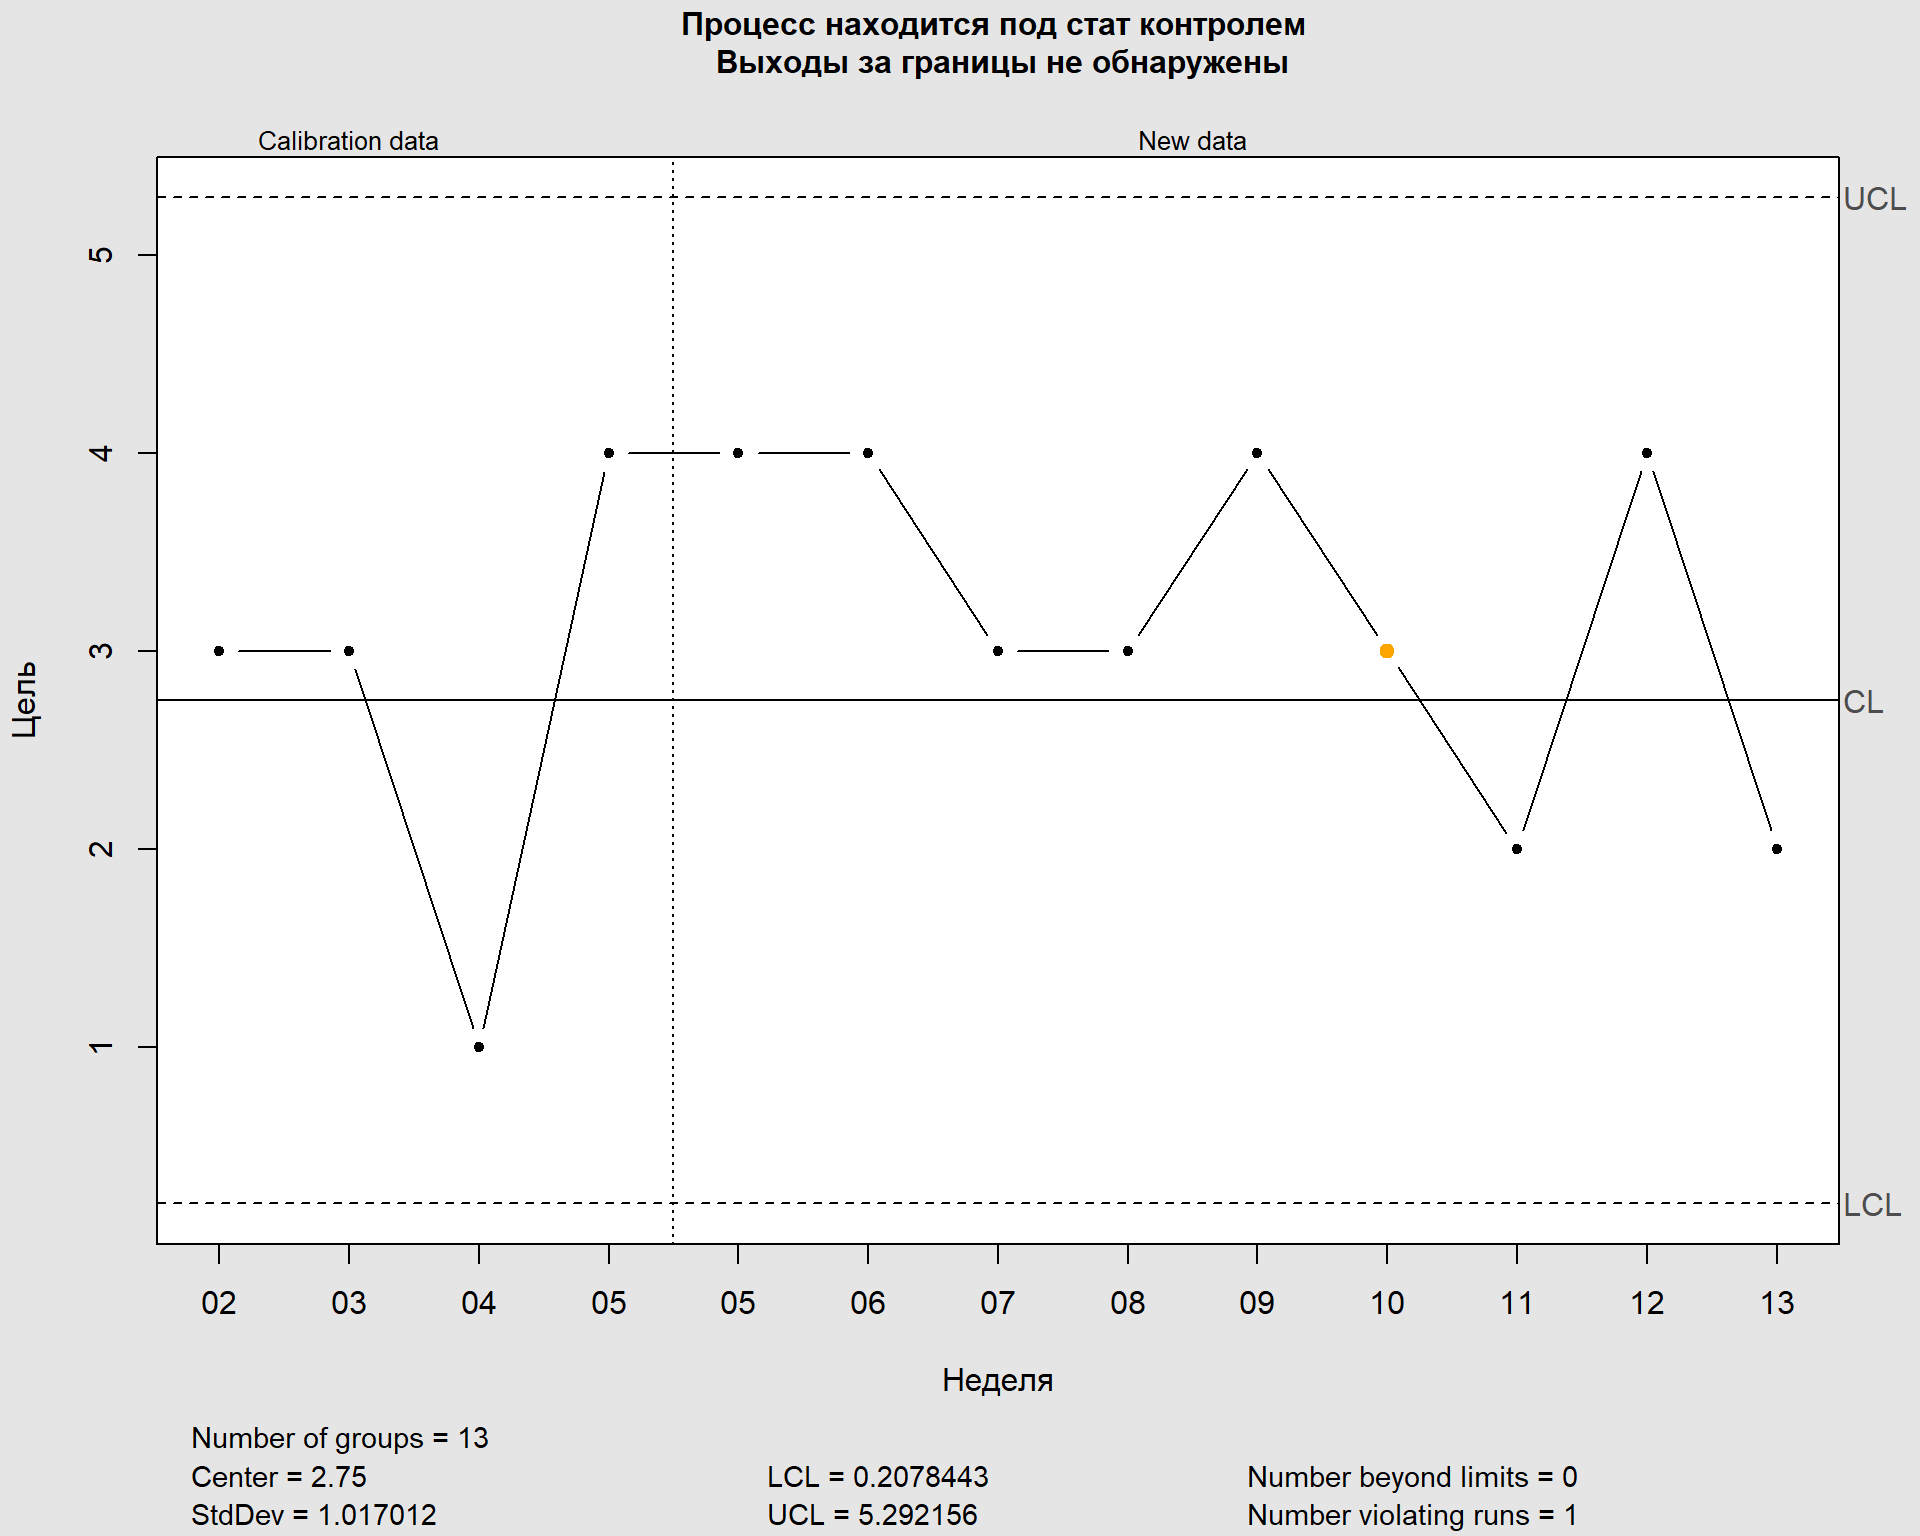 Процесс находится под стат контролем
Выходы за границы не обнаружены
Calibration data
New data
UCL
5
4
3
2
1
CL
LCL
Цель
02 03 04 05 05 06 07 08 09 10 11 12 13
Неделя
Number of groups = 13
Center = 2.75
StdDev = 1.017012
LCL = 0.2078443
UCL = 5.292156
Number beyond limits = 0
Number violating runs = 1